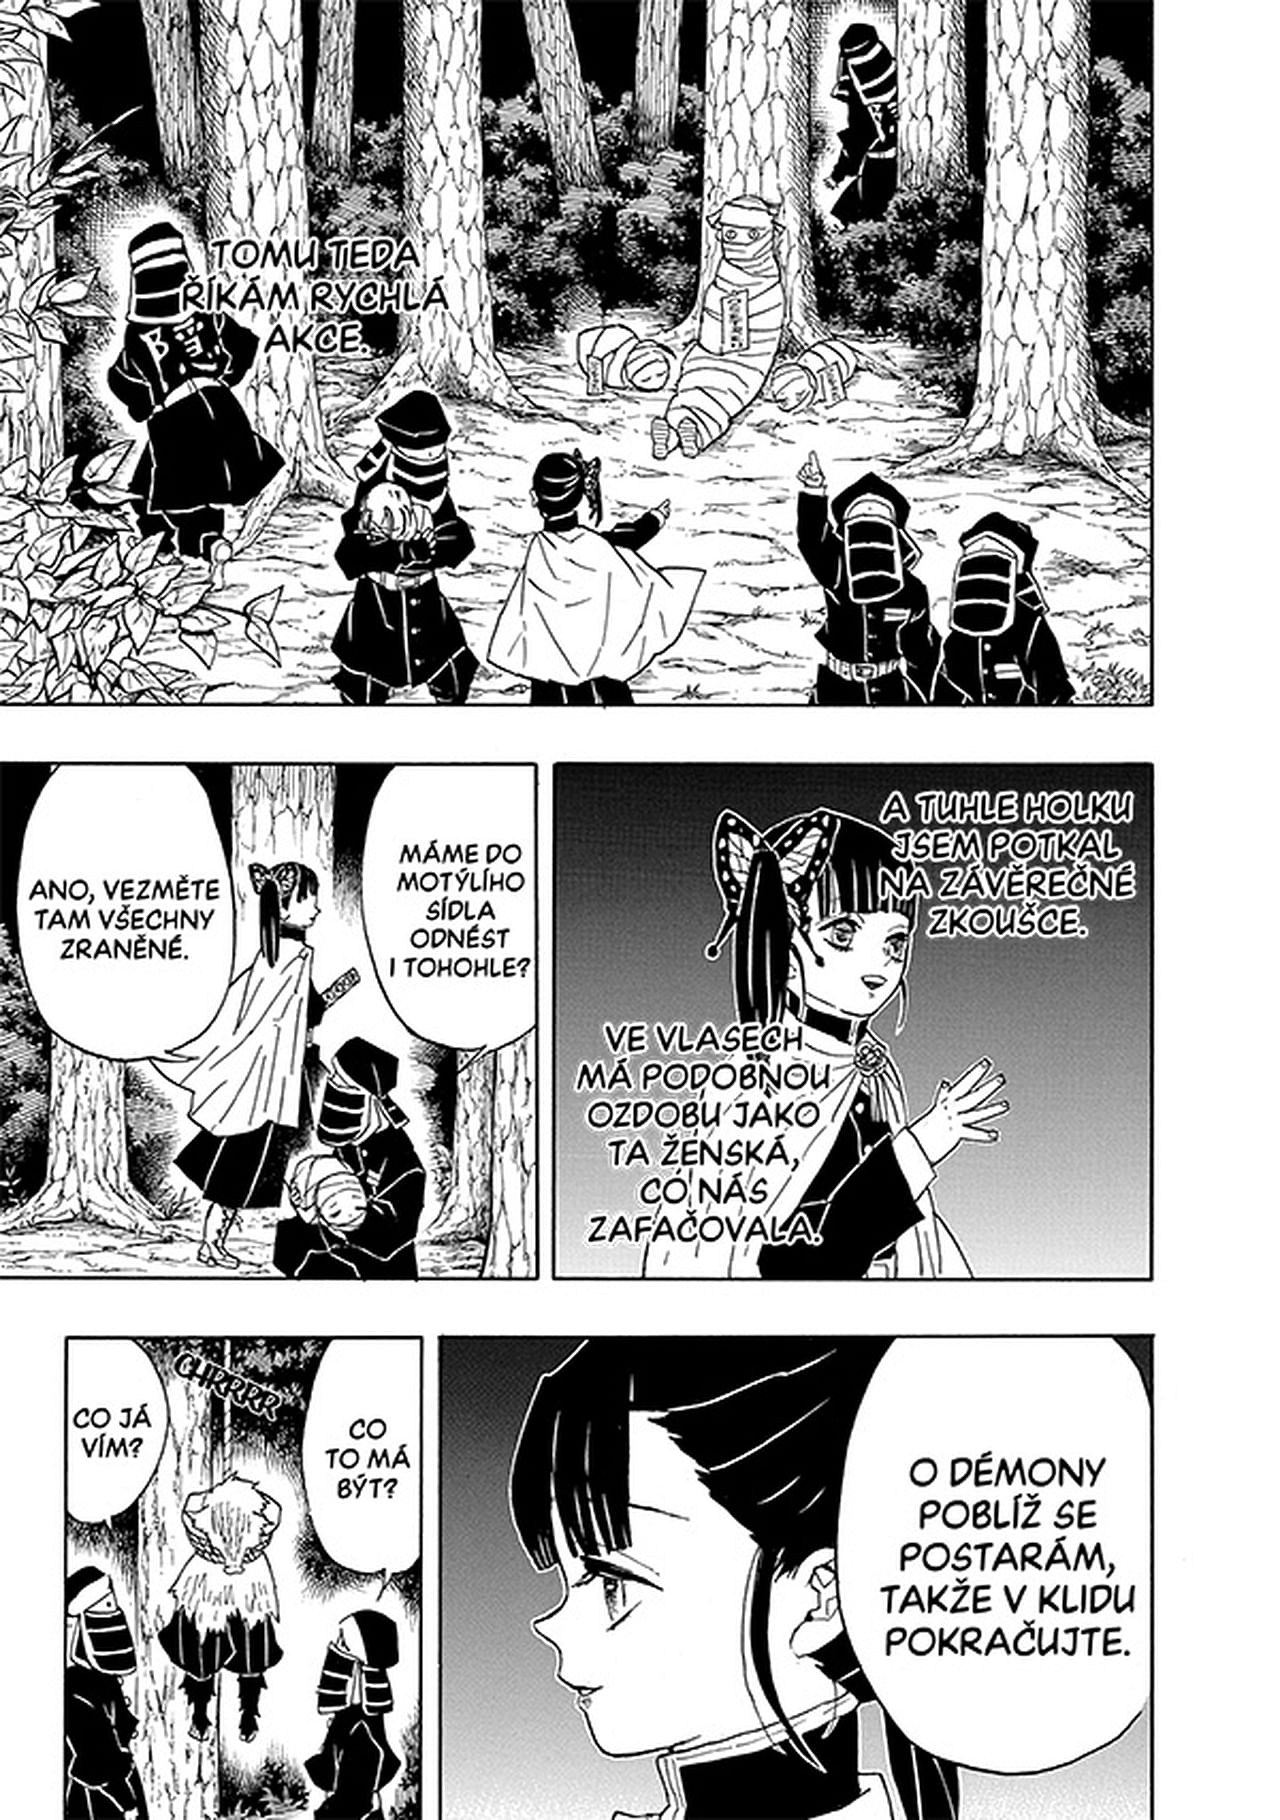 TOMU TEDA
ŘÍKÁM RYCHLÁ
AKCE.
A TUHLE HOLKU
JSEM POTKAL
NA ZÁVĚREČNÉ
ZKOUŠCE.
VE VLASECH
MÁ PODOBNOU
OZDOBU JAKO
TA ŽENSKÁ,
CO NÁS
ZAFAČOVALA.
MÁME DO
MOTÝLÍHO
SÍDLA
ODNÉST
I TOHOHLE?
ANO, VEZMĚTE
TAM VŠECHNY
ZRANĚNÉ.
O DÉMONY
POBLÍŽ SE
POSTARÁM,
TAKŽE V KLIDU
POKRAČUJTE.
CO
TO MÁ
BÝT?
CHRRRR
CO JÁ
VÍM?